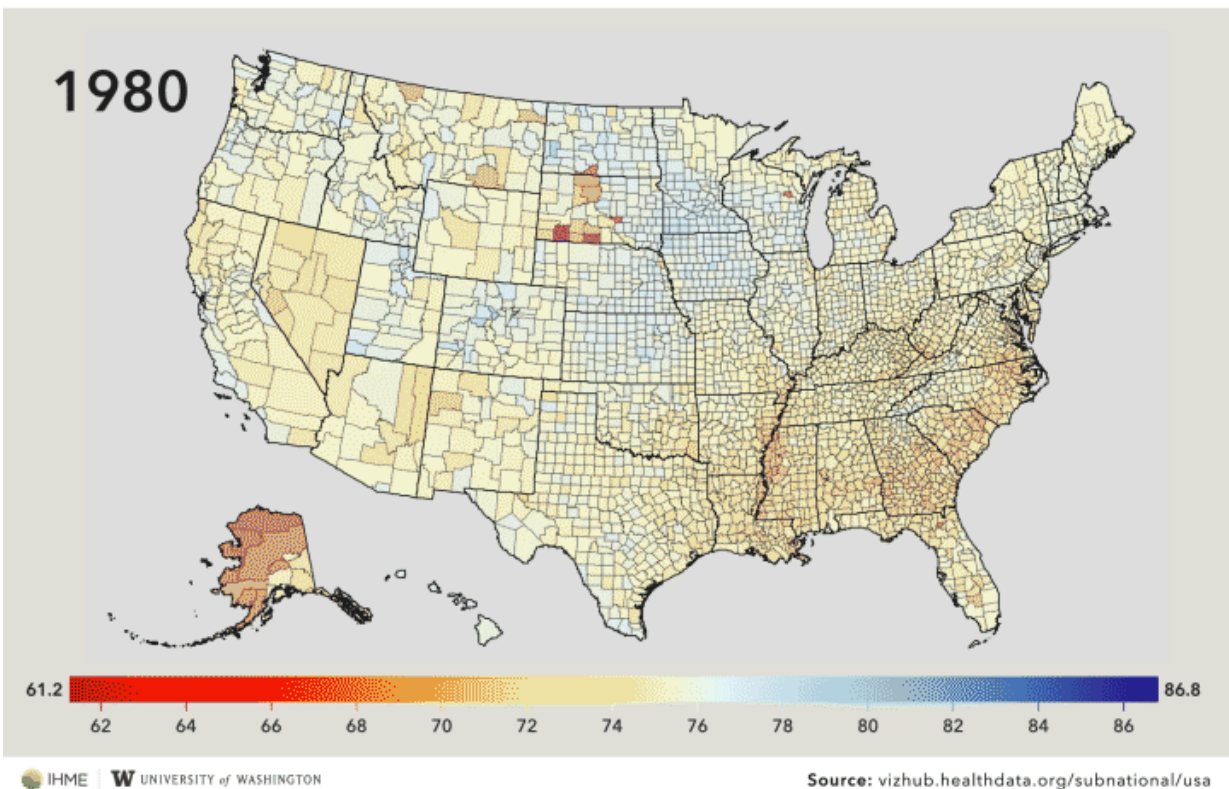 1980
61.2
86.8
62 64 66 68 70 72 74 76 78 80 82 84 86
IHME | W UNIVERSITY of WASHINGTON
Source: vizhub.healthdata.org/subnational/usa